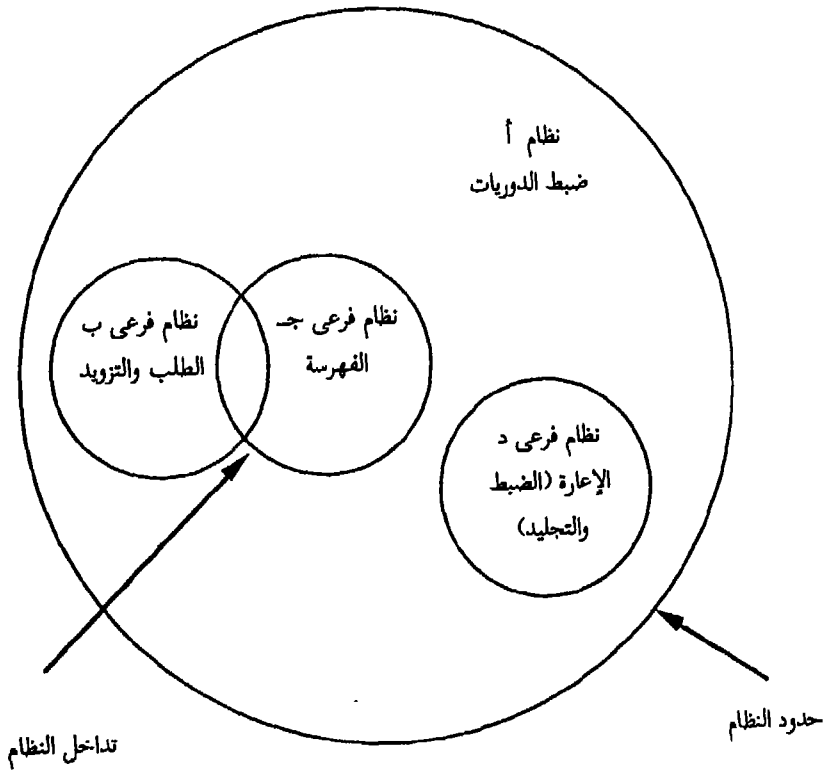 نظام أ
ضبط الدوريات
نظام فرعى جـ
الفهرسة
نظام فرعى ب
الطلب والتزويد
نظام فرعى د
الإعارة (الضبط
والتجليد)
حدود النظام
تداخل النظام